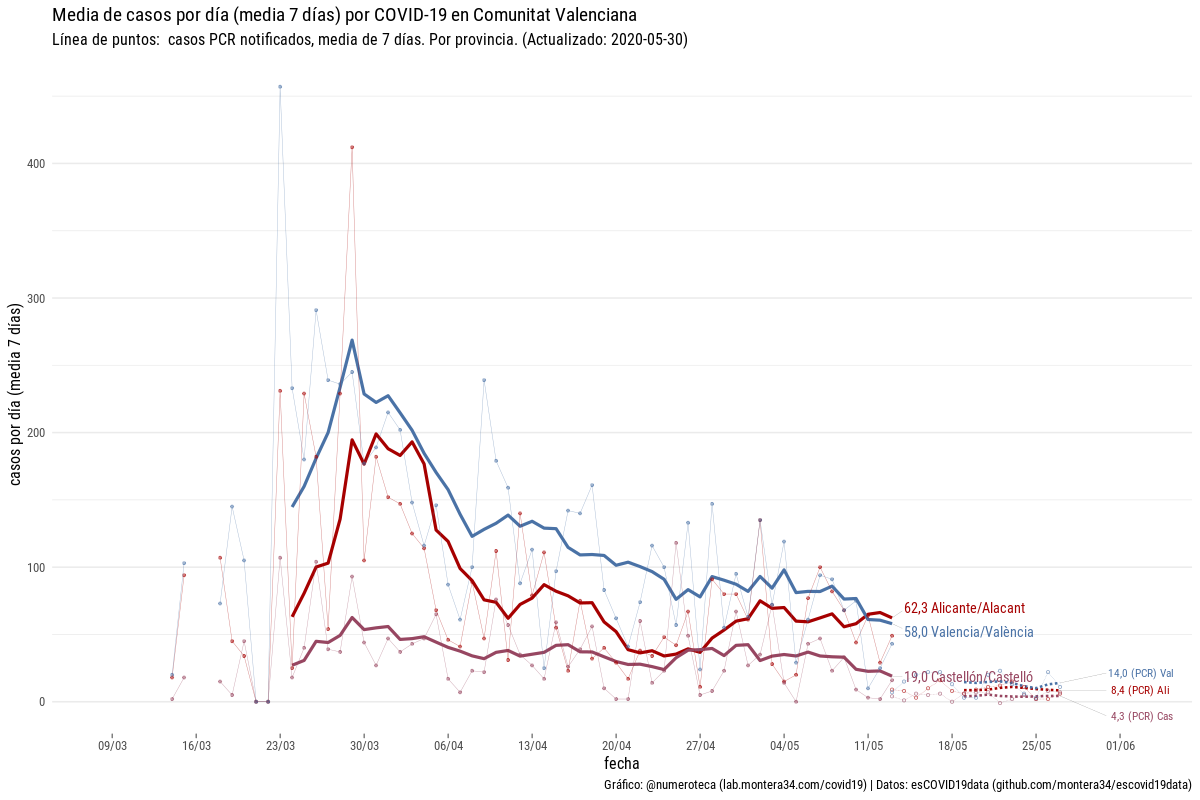 Media de casos por día (media 7 días) por COVID-19 en Comunitat Valenciana
Línea de puntos:  casos PCR notificados, media de 7 días. Por provincia. (Actualizado: 2020-05-30)
casos por día (media 7 días)
400
300
200
100
0
62,3 Alicante/Alacant
58,0 Valencia/València
19,0 Castellón/Castelló
14,0 (PCR) Val
8,4 (PCR) Ali
4,3 (PCR) Cas
09/03 16/03 23/03 30/03 06/04 13/04 20/04 27/04 04/05 11/05 18/05 25/05 01/06
fecha
Gráfico: @numeroteca (lab.montera34.com/covid19) | Datos: esCOVID19data (github.com/montera34/escovid19data)